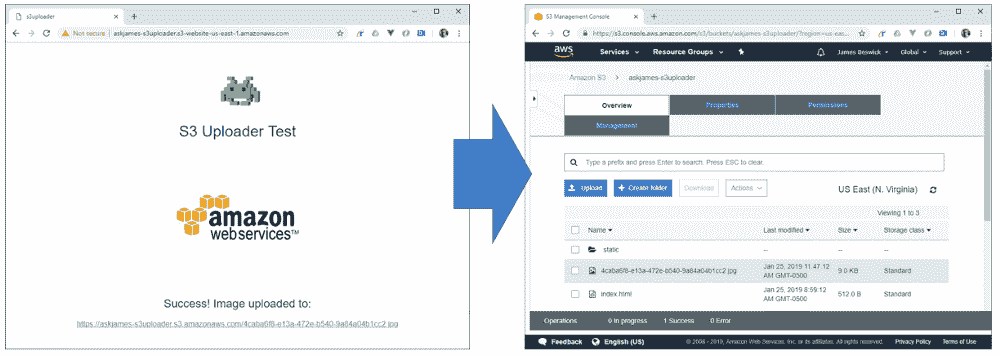 s3uploader
Not secure | askjames-s3uploader.s3-website-us-east-1.amazonaws.com
S3 Uploader Test
amazon
webservices™
Success! Image uploaded to:
https://askjames-s3uploader.s3.amazonaws.com/4caba6f8-e13a-472e-b540-9a84a04b1cc2.jpg
S3 Management Console
https://s3.console.aws.amazon.com/s3/buckets/askjames-s3uploader/?region=us-eas...
aws Services Resource Groups James Beswick Global Support
Amazon S3 > askjames-s3uploader
Overview Properties Permissions
Management
Type a prefix and press Enter to search. Press ESC to clear.
Upload + Create folder Download Actions US East (N. Virginia)
Viewing 1 to 3
Name Last modified Size Storage class
static -- -- --
4caba6f8-e13a-472e-b540-9a84a04b1cc2.jpg Jan 25, 2019 11:47:12 AM GMT-0500 9.0 KB Standard
index.html Jan 25, 2019 8:59:12 AM GMT-0500 512.0 B Standard
Operations 0 In progress 1 Success 0 Error
Feedback English (US) © 2008 - 2019, Amazon Web Services, Inc. or its affiliates. All rights reserved. Privacy Policy Terms of Use